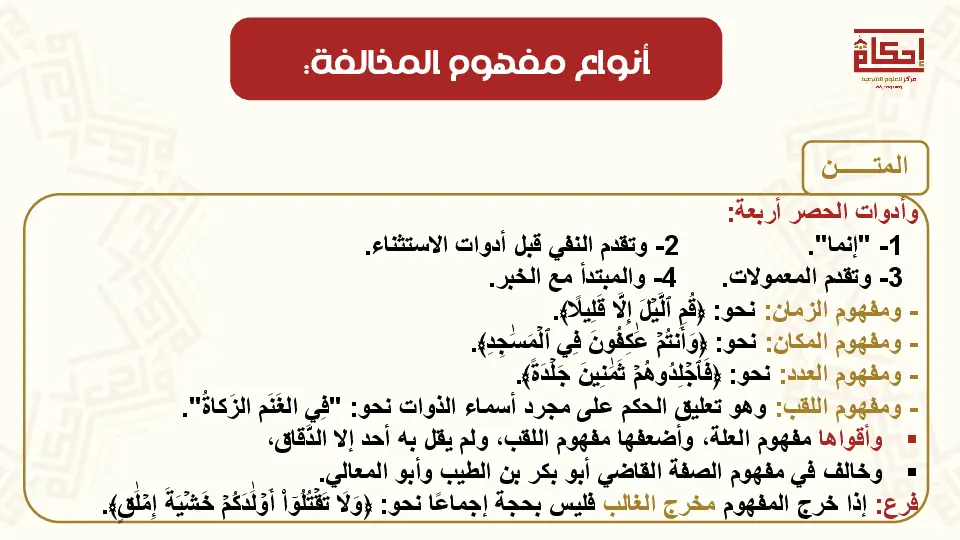 أنواع مفهوم المخالفة:
إحكام
مركز للعلوم الشرعية
المتــــــن
وأدوات الحصر أربعة:
1- "إنما". 2- وتقدم النفي قبل أدوات الاستثناء.
3- وتقدم المعمولات. 4- والمبتدأ مع الخبر.
- ومفهوم الزمان: نحو: ﴿قُمِ ٱلَّيۡلَ إِلَّا قَلِيلًا﴾.
- ومفهوم المكان: نحو: ﴿وَأَنتُمۡ عَٰكِفُونَ فِي ٱلۡمَسَٰجِدِ﴾.
- ومفهوم العدد: نحو: ﴿فَٱجۡلِدُوهُمۡ ثَمَٰنِينَ جَلۡدَةً﴾.
- ومفهوم اللقب: وهو تعليق الحكم على مجرد أسماء الذوات نحو: "فِي الغَنَم الزَكاةُ".
▪ وأقواها مفهوم العلة، وأضعفها مفهوم اللقب، ولم يقل به أحد إلا الدَّقاق،
▪ وخالف في مفهوم الصفة القاضي أبو بكر بن الطيب وأبو المعالي.
فرع: إذا خرج المفهوم مخرج الغالب فليس بحجة إجماعًا نحو: ﴿وَلَا تَقۡتُلُوٓاْ أَوۡلَٰدَكُمۡ خَشۡيَةَ إِمۡلَٰقٖ﴾.